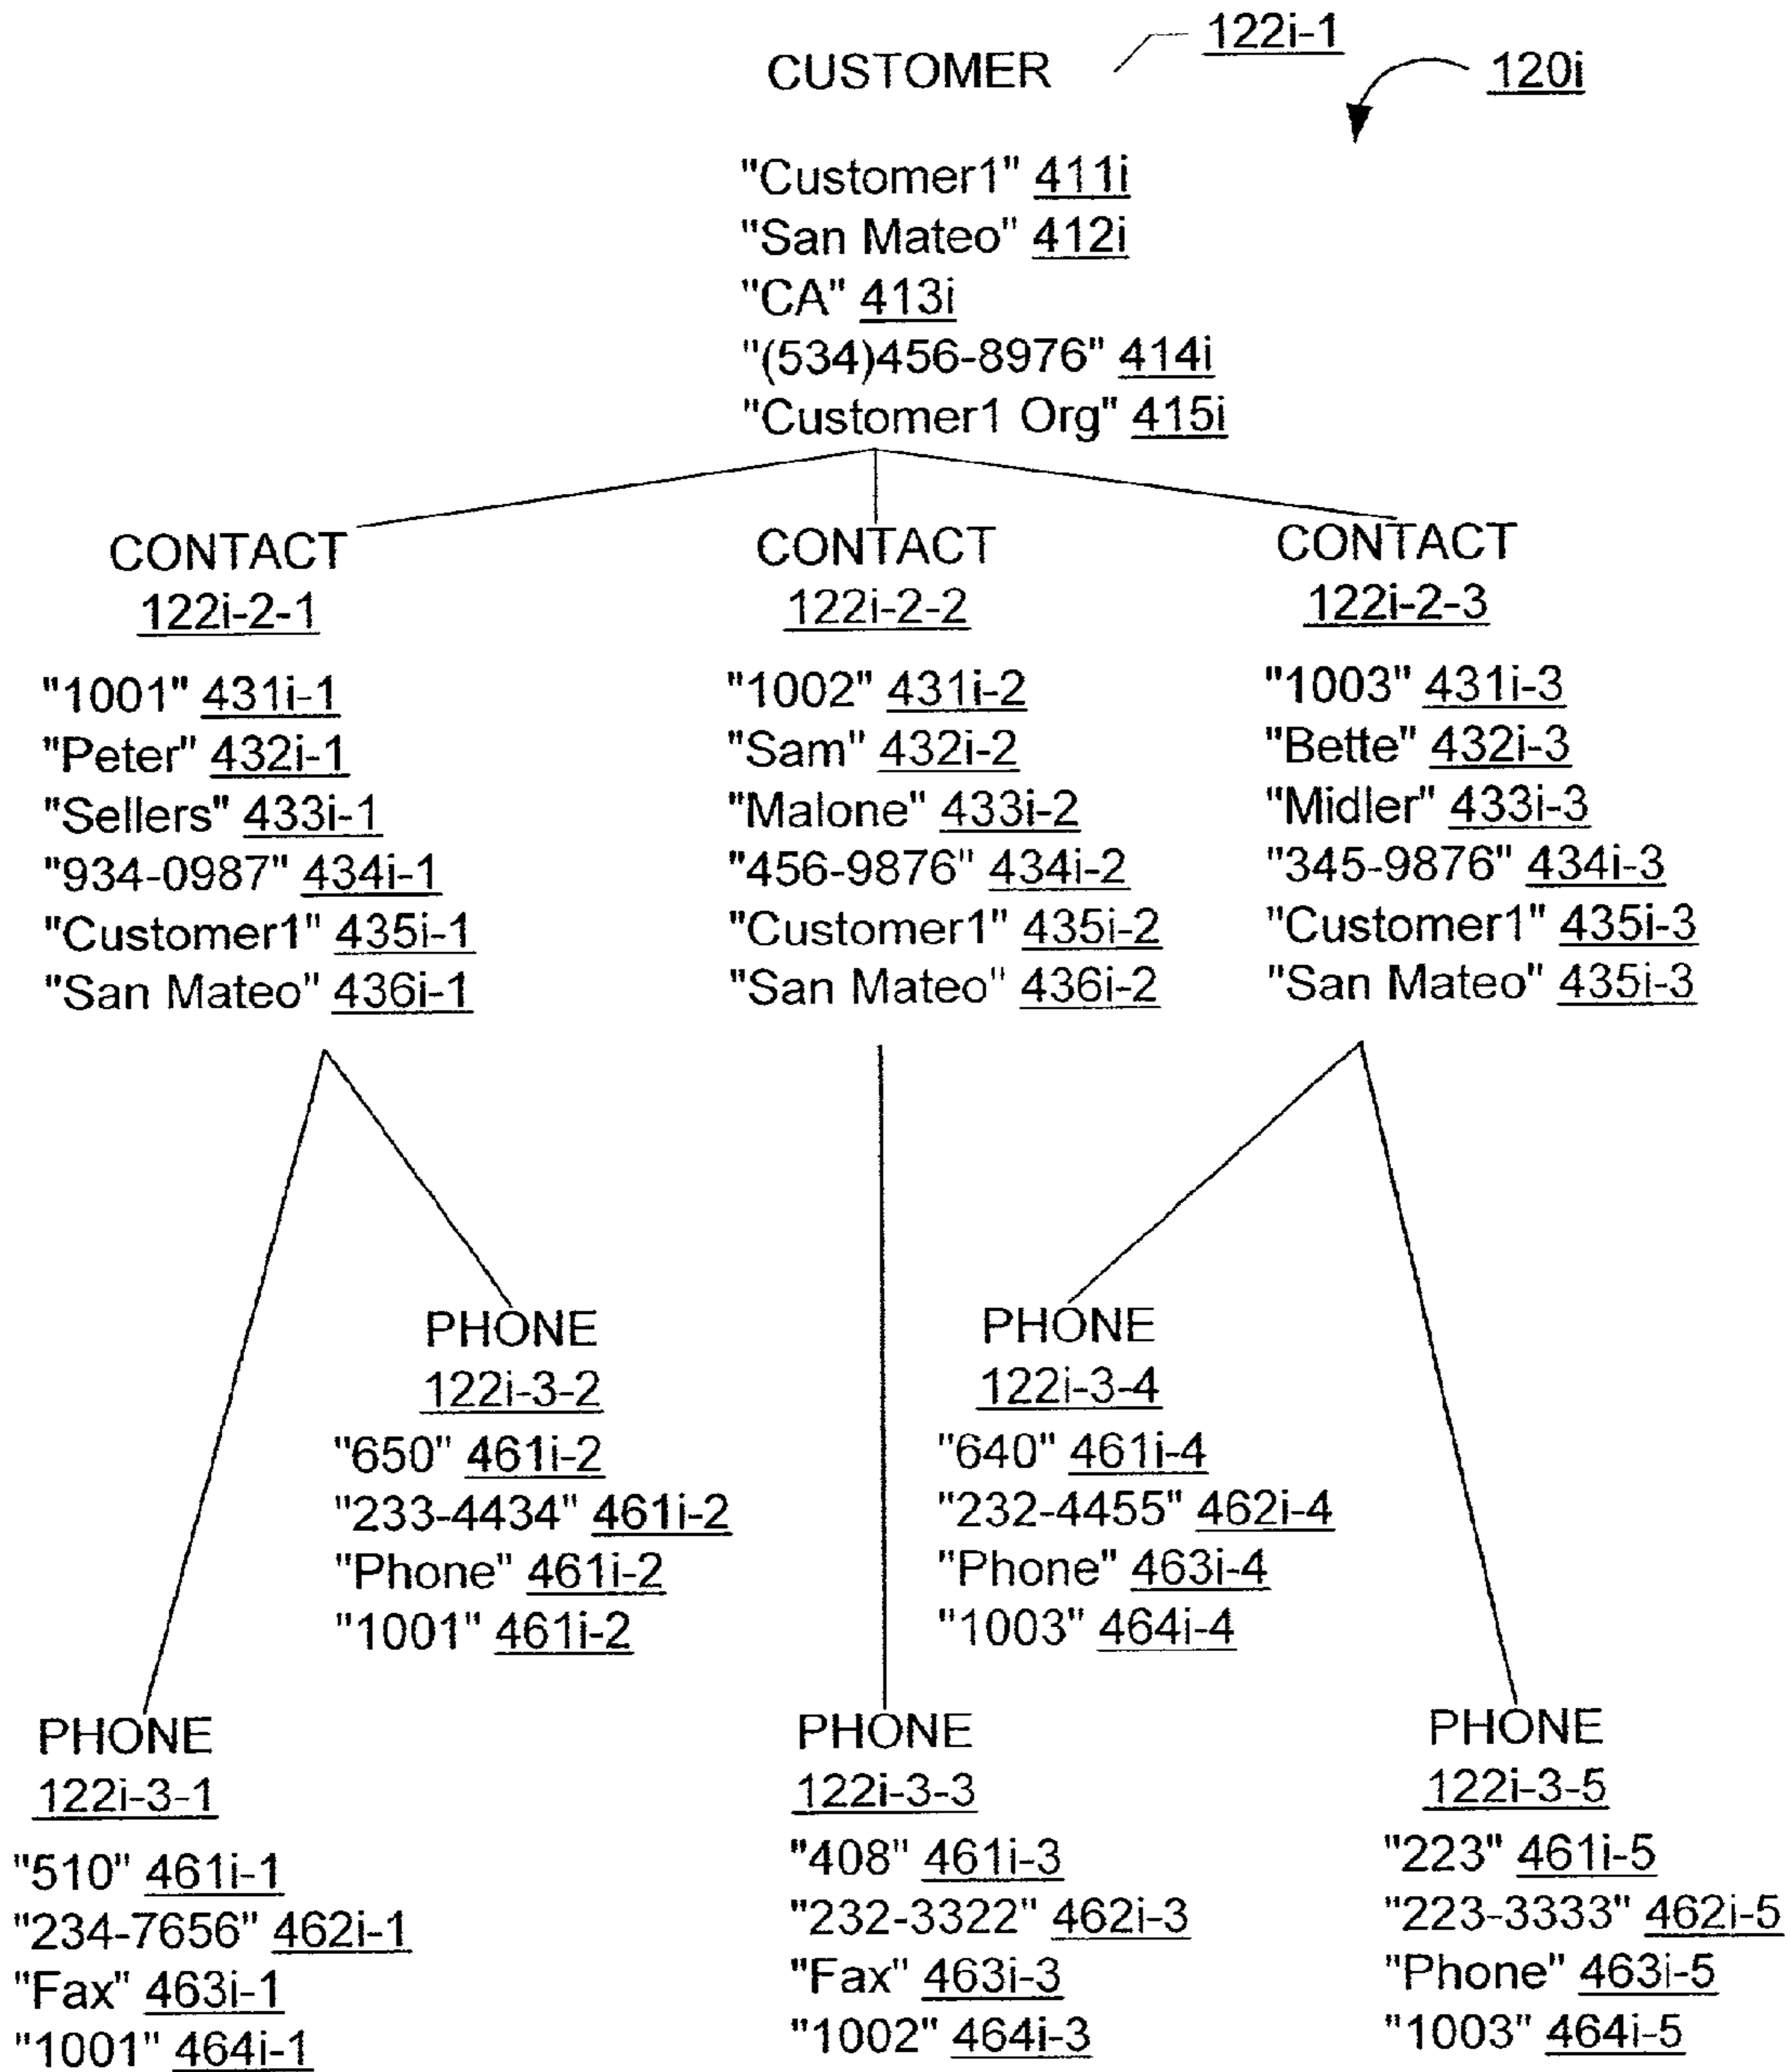 CUSTOMER 122i-1
120i
"Customer1" 411i
"San Mateo" 412i
"CA" 413i
"(534)456-8976" 414i
"Customer1 Org" 415i
CONTACT
122i-2-1
"1001" 431i-1
"Peter" 432i-1
"Sellers" 433i-1
"934-0987" 434i-1
"Customer1" 435i-1
"San Mateo" 436i-1
CONTACT
122i-2-2
"1002" 431i-2
"Sam" 432i-2
"Malone" 433i-2
"456-9876" 434i-2
"Customer1" 435i-2
"San Mateo" 436i-2
CONTACT
122i-2-3
"1003" 431i-3
"Bette" 432i-3
"Midler" 433i-3
"345-9876" 434i-3
"Customer1" 435i-3
"San Mateo" 435i-3
PHONE
122i-3-2
"650" 461i-2
"233-4434" 461i-2
"Phone" 461i-2
"1001" 461i-2
PHONE
122i-3-4
"640" 461i-4
"232-4455" 462i-4
"Phone" 463i-4
"1003" 464i-4
PHONE
122i-3-1
"510" 461i-1
"234-7656" 462i-1
"Fax" 463i-1
"1001" 464i-1
PHONE
122i-3-3
"408" 461i-3
"232-3322" 462i-3
"Fax" 463i-3
"1002" 464i-3
PHONE
122i-3-5
"223" 461i-5
"223-3333" 462i-5
"Phone" 463i-5
"1003" 464i-5